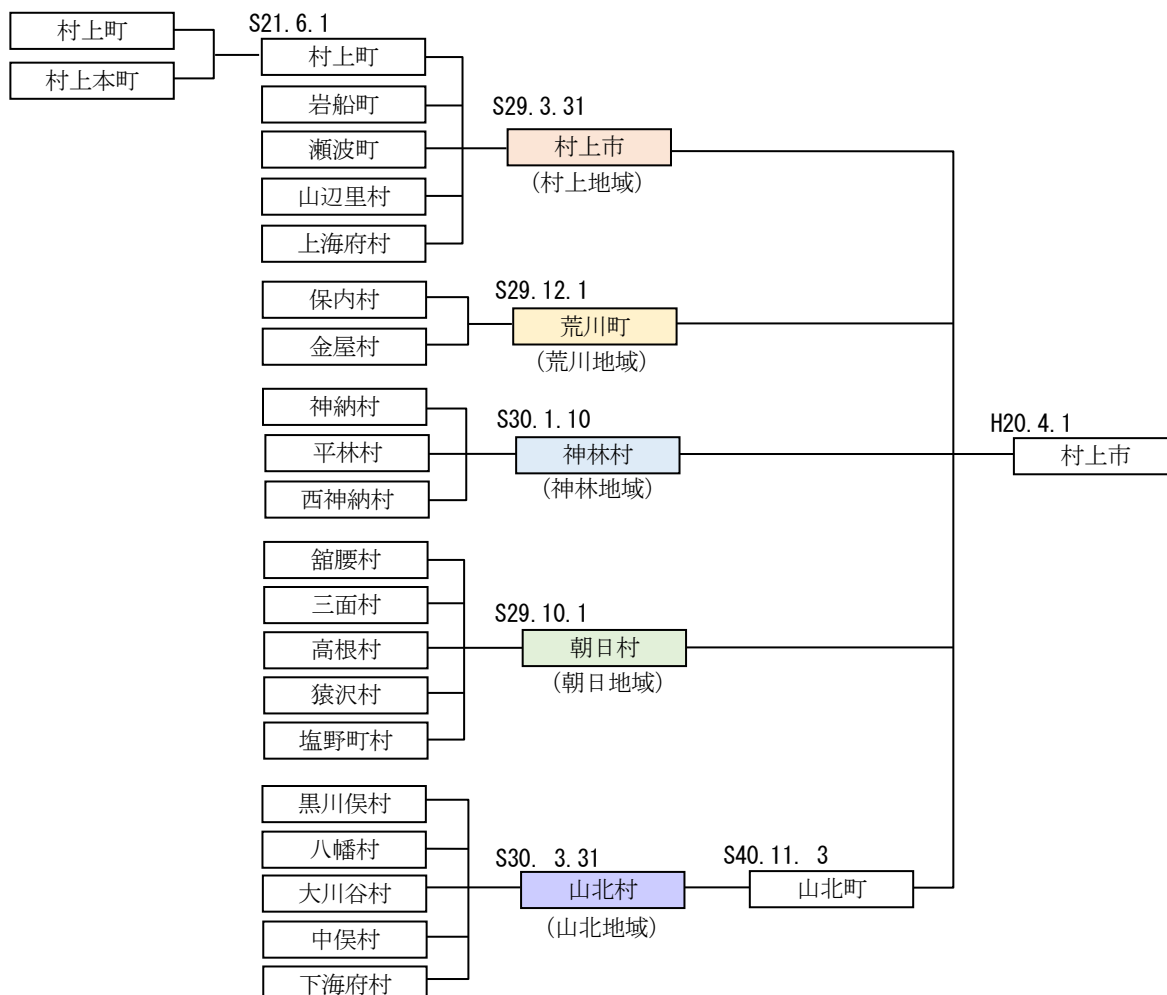 村上町
村上本町
S21.6.1
村上町
岩船町
瀬波町
山辺里村
上海府村
S29.3.31
村上市
(村上地域)
保内村
金屋村
S29.12.1
荒川町
(荒川地域)
神納村
平林村
西神納村
S30.1.10
神林村
(神林地域)
舘腰村
三面村
高根村
猿沢村
塩野町村
S29.10.1
朝日村
(朝日地域)
黒川俣村
八幡村
大川谷村
中俣村
下海府村
S30. 3.31
山北村
(山北地域)
S40.11. 3
山北町
H20.4.1
村上市